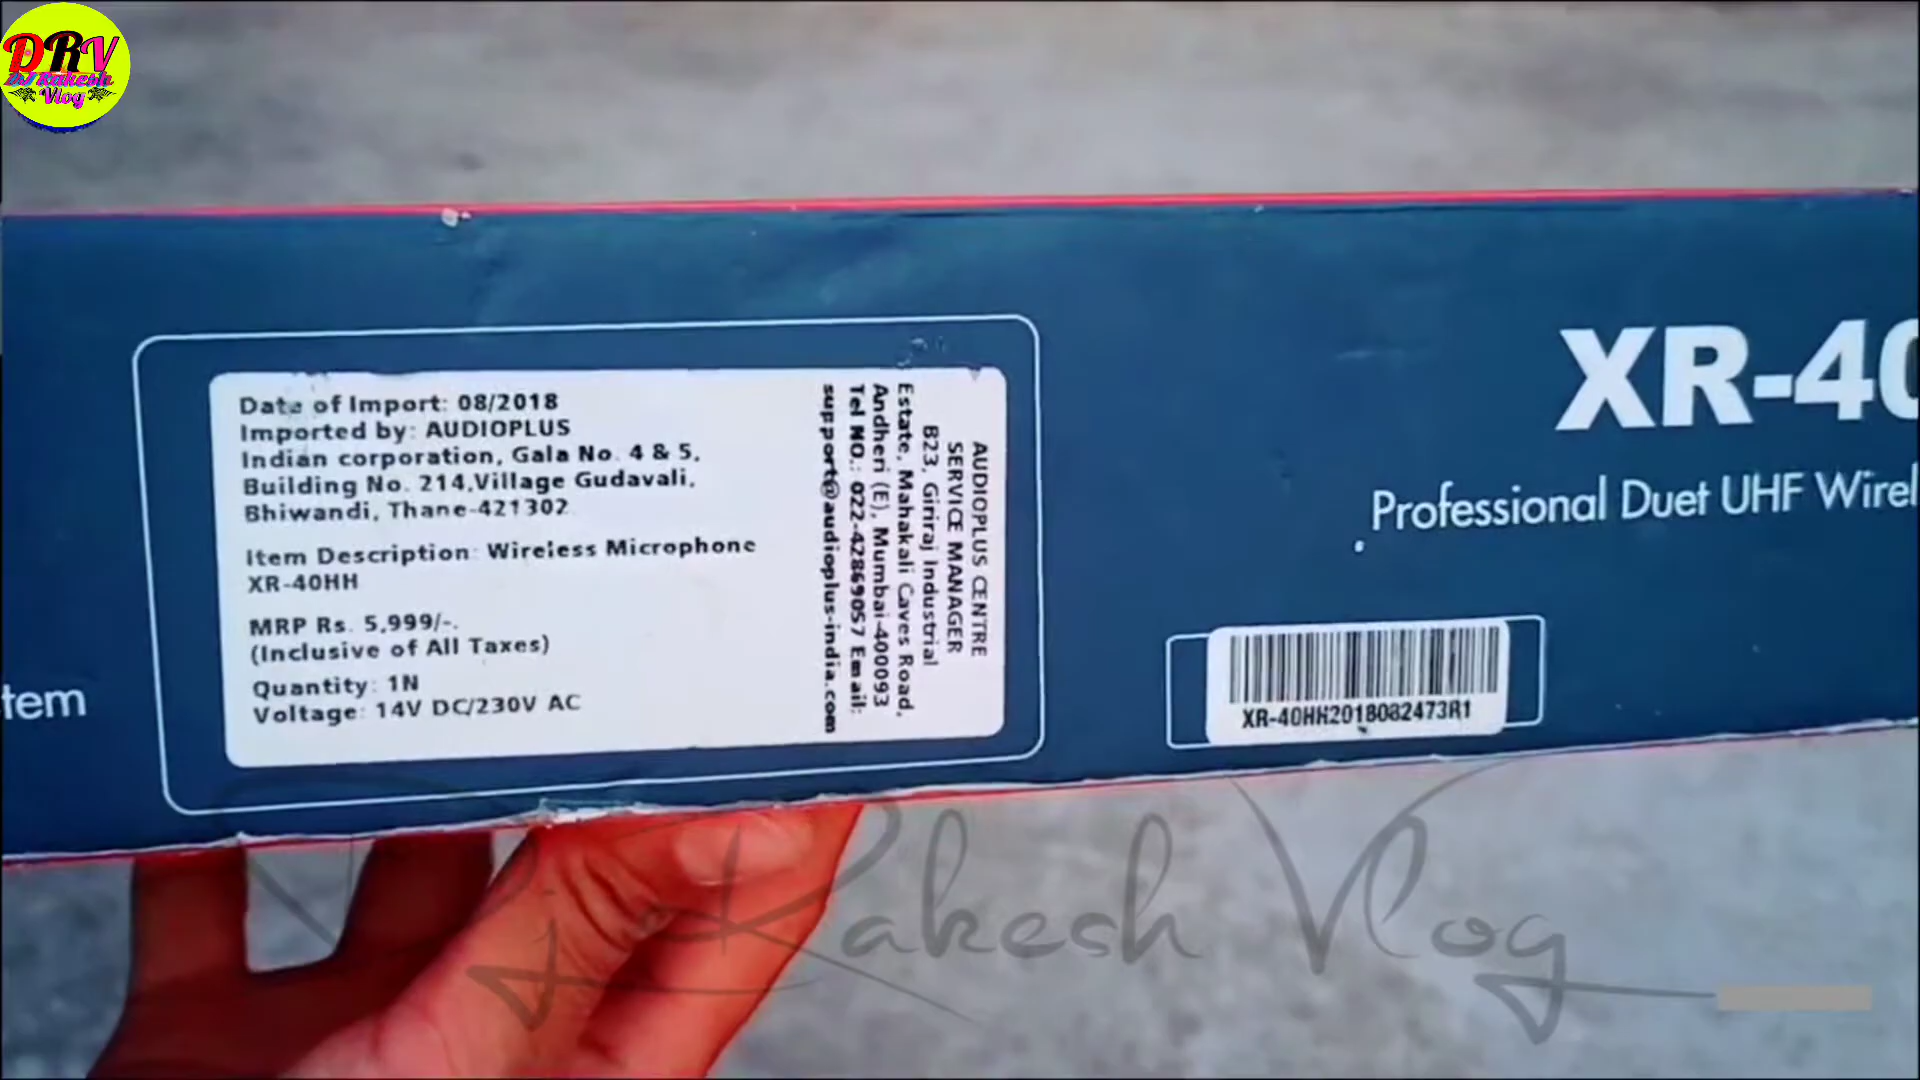 DRV
DJ Rakesh
Vlog
Date of Import: 08/2018
Imported by: AUDIOPLUS
Indian corporation, Gala No. 4 & 5,
Building No. 214,Village Gudavali,
Bhiwandi, Thane-421302
Item Description: Wireless Microphone
XR-40HH
MRP Rs. 5,999/-.
(Inclusive of All Taxes)
Quantity: 1N
Voltage: 14V DC/230V AC
AUDIOPLUS CENTRE
SERVICE MANAGER
B23, Giriraj Industrial
Estate, Mahakali Caves Road,
Andheri (E), Mumbai-400093
Tel NO.: 022-42869057 Email:
support@audioplus-india.com
tem
XR-40
Professional Duet UHF Wirel
XR-40HH2018082473R1
Dj Rakesh Vlog